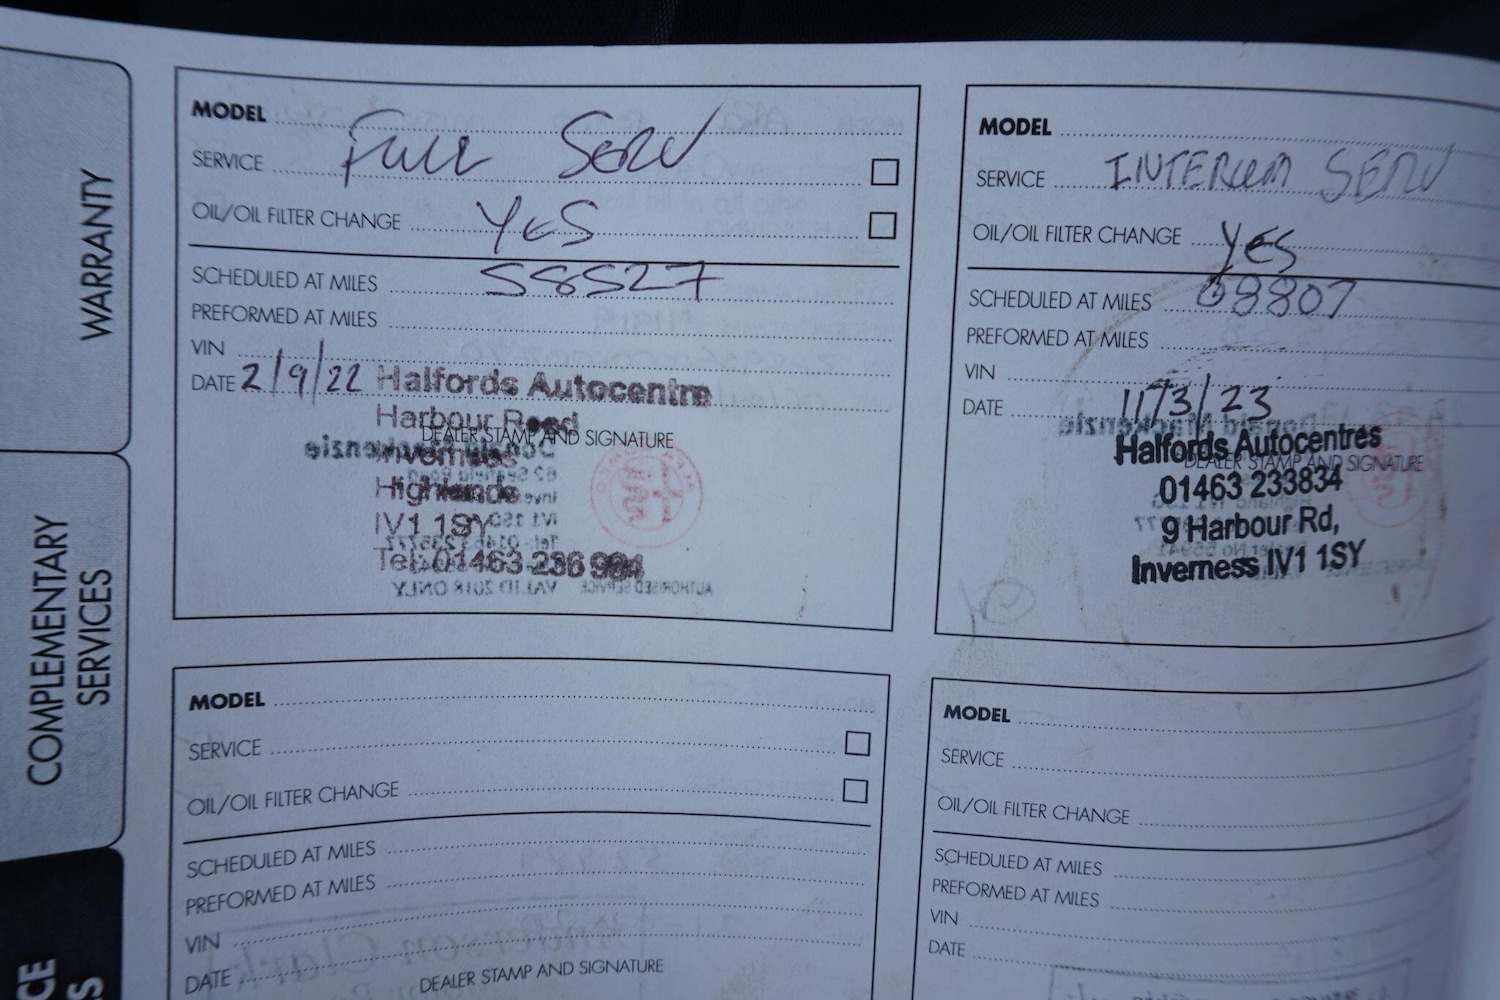 WARRANTY
COMPLEMENTARY
SERVICES
MODEL
SERVICE FULL SERV
OIL/OIL FILTER CHANGE YES
SCHEDULED AT MILES 58527
PREFORMED AT MILES
VIN
DATE 2/9/22
Halfords Autocentre
Harbour Road
DEALER STAMP AND SIGNATURE
Inverness
Highlands
IV1 1SY
Tel: 01463 236 984
MODEL
SERVICE INTERIUM SERV
OIL/OIL FILTER CHANGE YES
SCHEDULED AT MILES 68807
PREFORMED AT MILES
VIN
DATE 11/3/23
Halfords Autocentres
DEALER STAMP AND SIGNATURE
01463 233834
9 Harbour Rd,
Inverness IV1 1SY
MODEL
SERVICE
OIL/OIL FILTER CHANGE
SCHEDULED AT MILES
PREFORMED AT MILES
VIN
DATE
DEALER STAMP AND SIGNATURE
MODEL
SERVICE
OIL/OIL FILTER CHANGE
SCHEDULED AT MILES
PREFORMED AT MILES
VIN
DATE